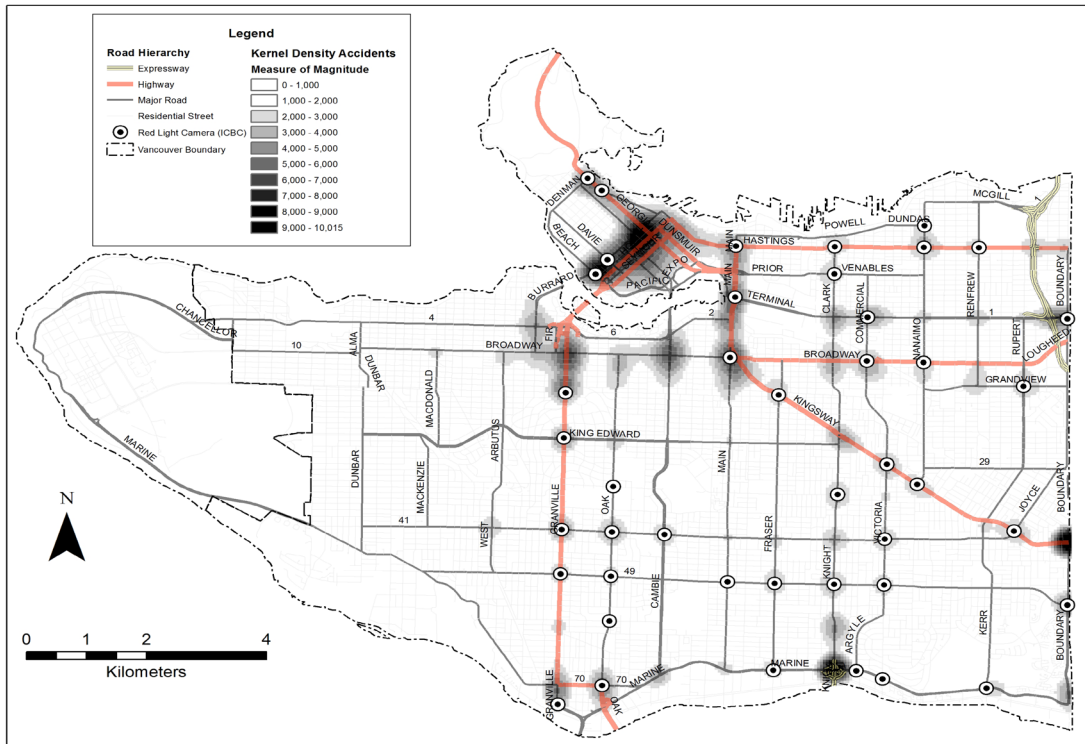 Legend
Road Hierarchy
Expressway
Highway
Major Road
Residential Street
Red Light Camera (ICBC)
Vancouver Boundary
Kernel Density Accidents
Measure of Magnitude
0 - 1,000
1,000 - 2,000
2,000 - 3,000
3,000 - 4,000
4,000 - 5,000
5,000 - 6,000
6,000 - 7,000
7,000 - 8,000
8,000 - 9,000
9,000 - 10,015
DENMAN
GEORGIA
DAVIE
BEACH
DUNSMUIR
SEYMOUR
EXPO
PACIFIC
BURRARD
MAIN
HASTINGS
POWELL
DUNDAS
MCGILL
MAIN
PRIOR
VENABLES
TERMINAL
CLARK
COMMERCIAL
NANAIMO
RENFREW
RUPERT
1
BOUNDARY
LOUGHEED
CHANCELLOR
4
FIR
6
2
10
ALMA
BROADWAY
BROADWAY
GRANDVIEW
DUNBAR
MACDONALD
ARBUTUS
KINGSWAY
KING EDWARD
MARINE
DUNBAR
MACKENZIE
MAIN
29
JOYCE
BOUNDARY
GRANVILLE
OAK
41
WEST
FRASER
VICTORIA
49
CAMBIE
KNIGHT
KERR
BOUNDARY
ARGYLE
MARINE
KNIGHT
70
70
MARINE
GRANVILLE
OAK
N
0 1 2 4
Kilometers